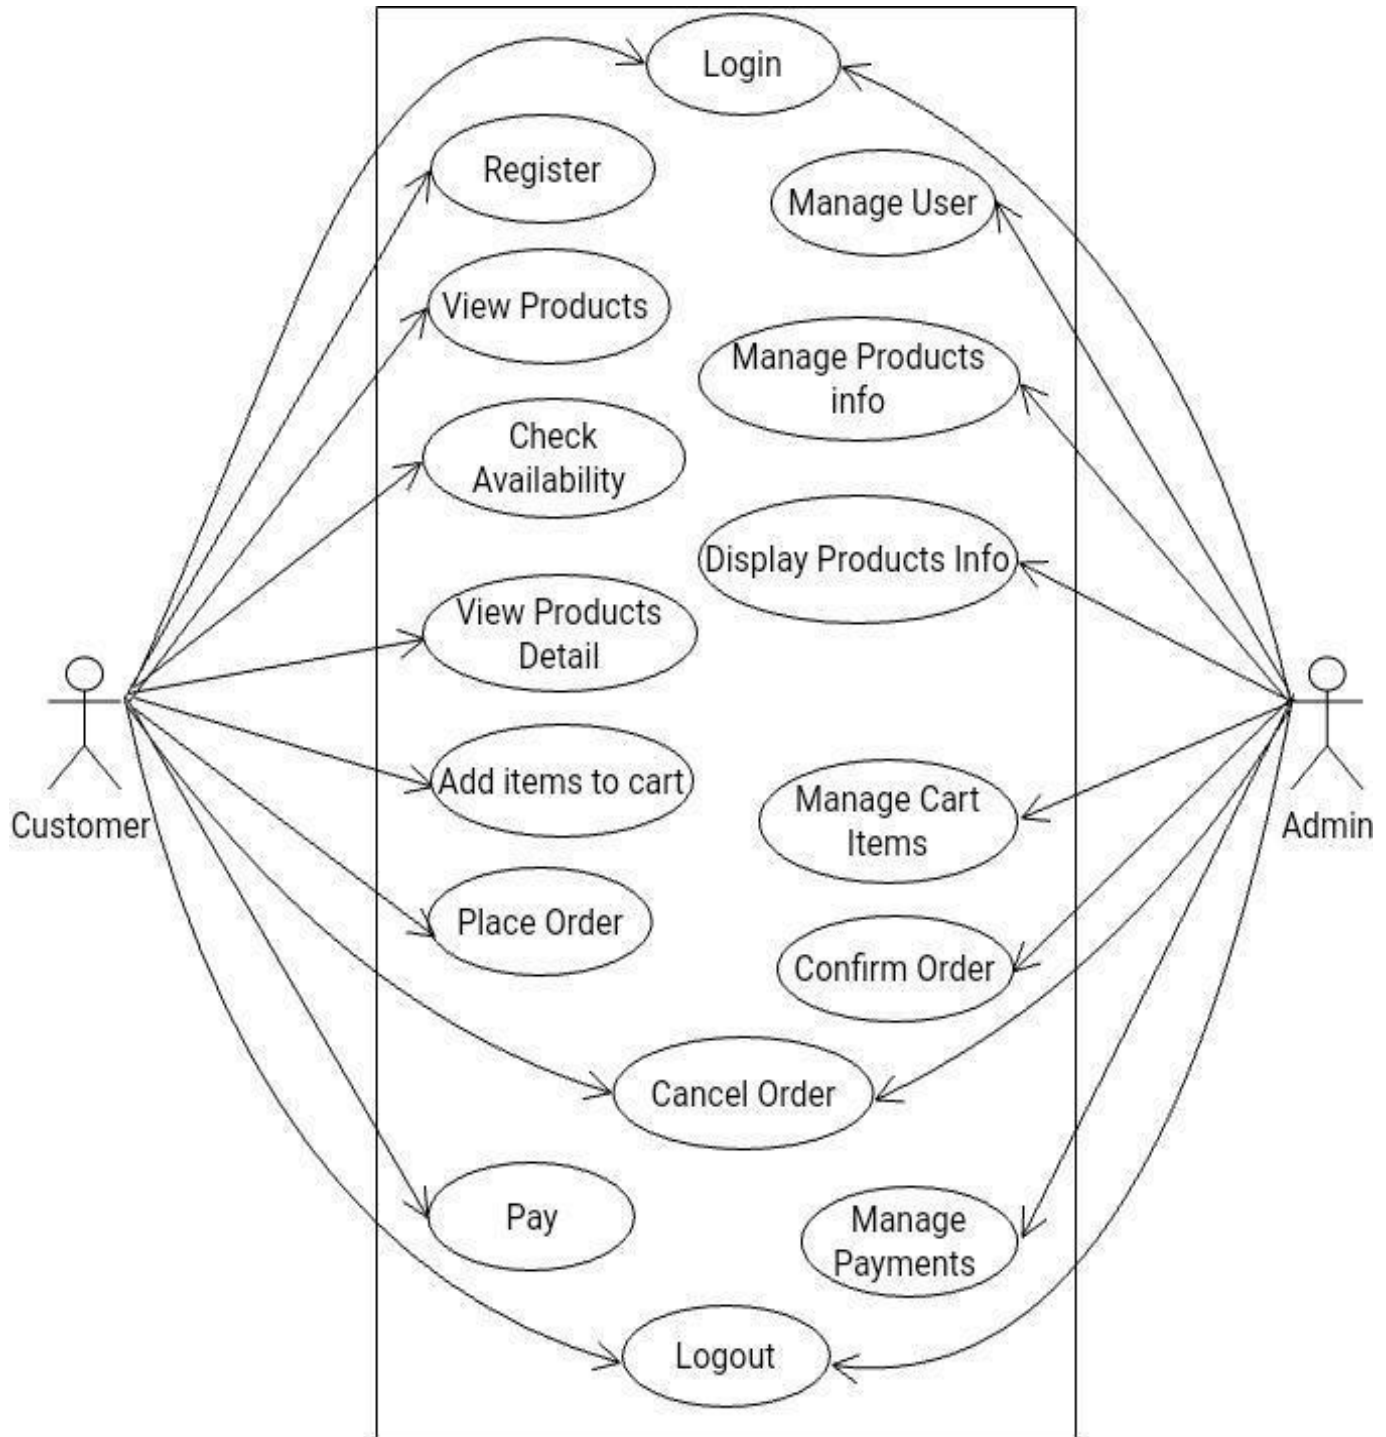 Login
Register
Manage User
View Products
Manage Products
info
Check
Availability
Display Products Info
View Products
Detail
Add items to cart
Manage Cart
Items
Customer
Admin
Place Order
Confirm Order
Cancel Order
Pay
Manage
Payments
Logout